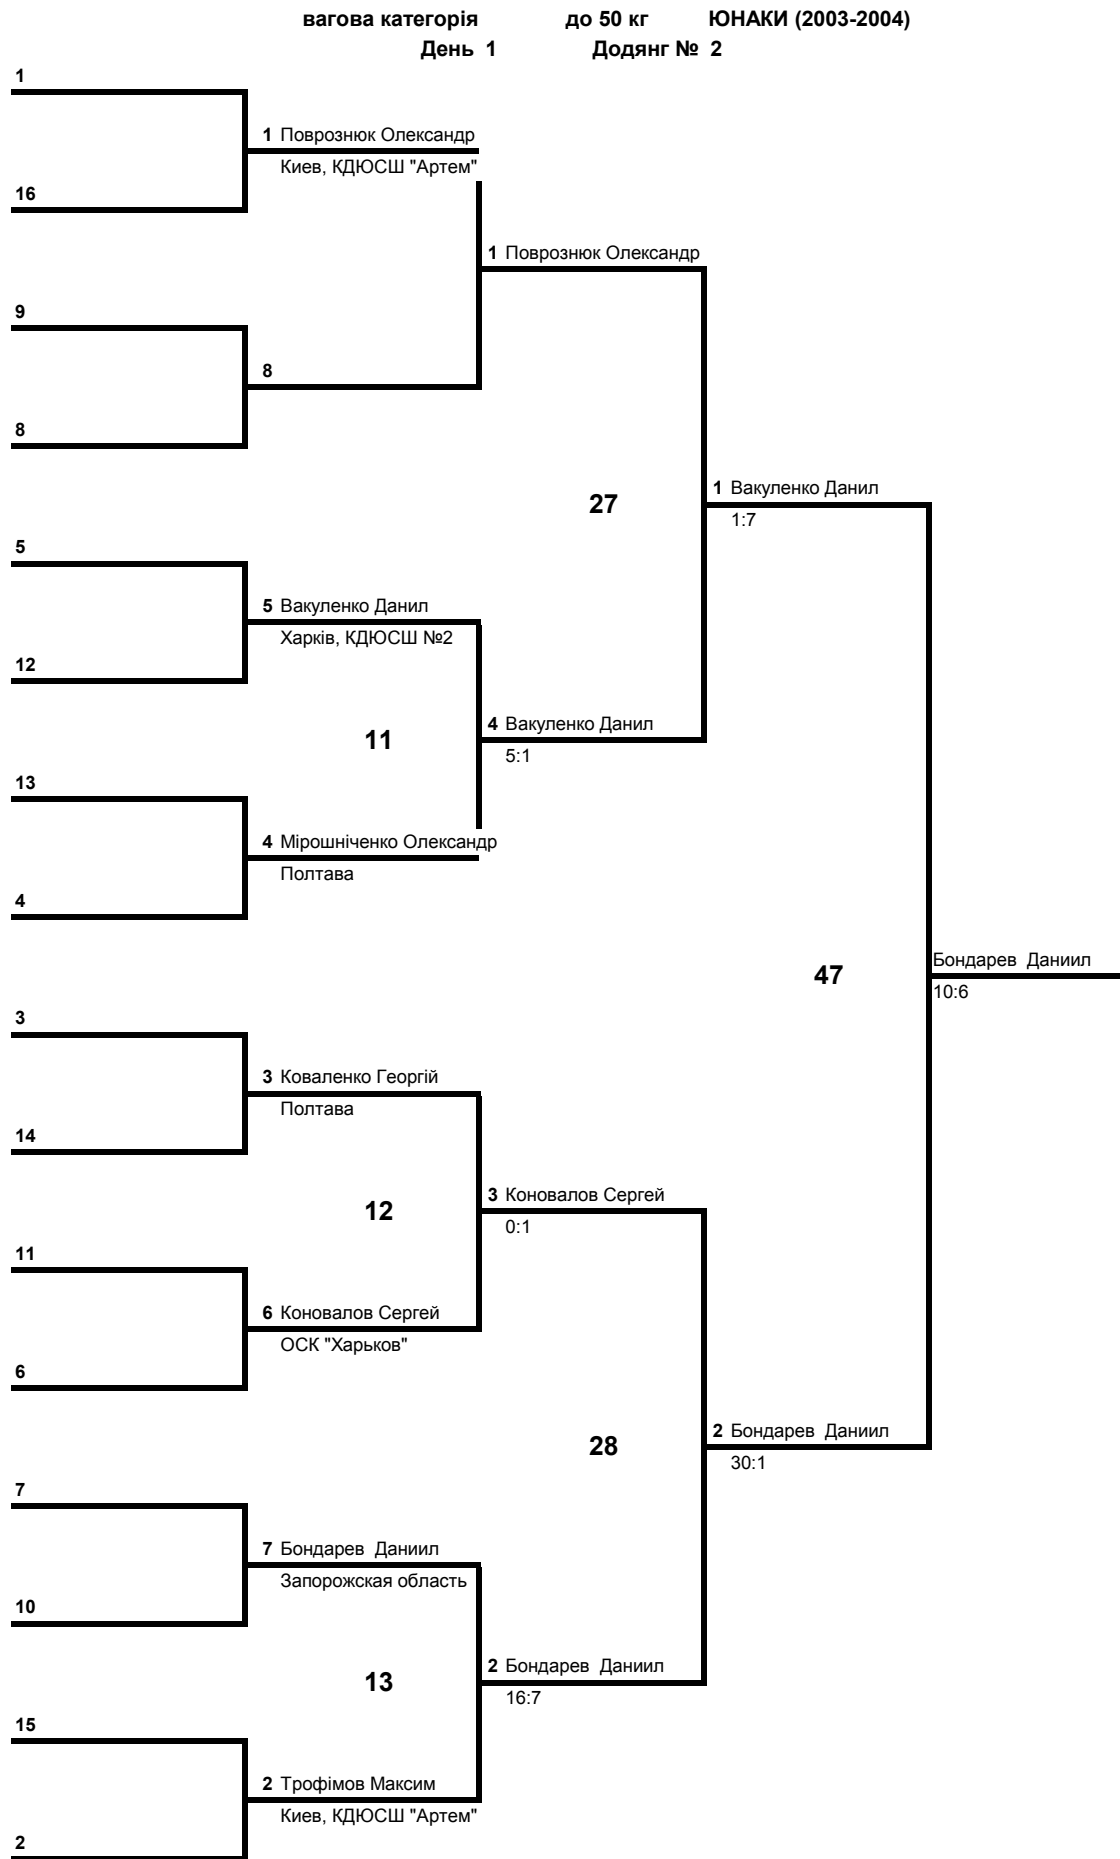 вагова категорія до 50 кг ЮНАКИ (2003-2004)
День 1 Додянг № 2
1
1 Поврознюк Олександр
Киев, КДЮСШ "Артем"
16
1 Поврознюк Олександр
9
8
8
1 Вакуленко Данил
27
1:7
5
5 Вакуленко Данил
Харків, КДЮСШ №2
12
4 Вакуленко Данил
11
5:1
13
4 Мірошніченко Олександр
Полтава
4
Бондарев  Даниил
47
10:6
3
3 Коваленко Георгій
Полтава
14
3 Коновалов Сергей
12
0:1
11
6 Коновалов Сергей
ОСК "Харьков"
6
2 Бондарев  Даниил
28
30:1
7
7 Бондарев  Даниил
Запорожская область
10
2 Бондарев  Даниил
13
16:7
15
2 Трофімов Максим
Киев, КДЮСШ "Артем"
2